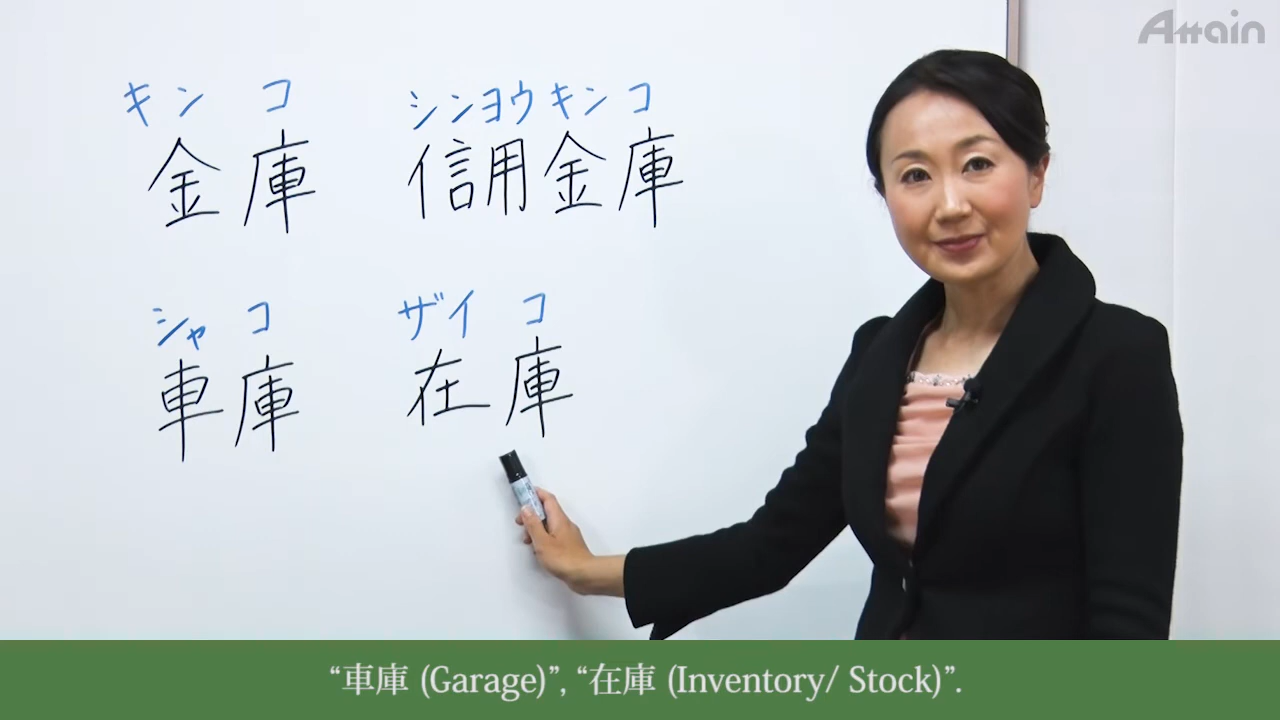 Attain
キンコ シンヨウキンコ
金庫 信用金庫
シャコ ザイコ
車庫 在庫
“車庫 (Garage)”, “在庫 (Inventory/ Stock)”.